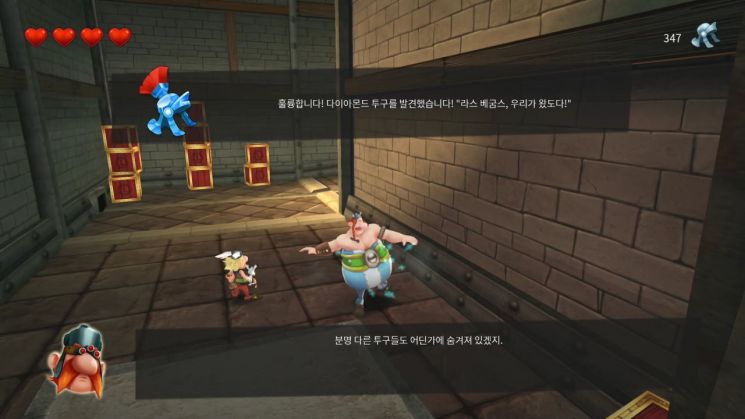 347
훌륭합니다! 다이아몬드 투구를 발견했습니다! "라스 베굼스, 우리가 왔도다!"
분명 다른 투구들도 어딘가에 숨겨져 있겠지.